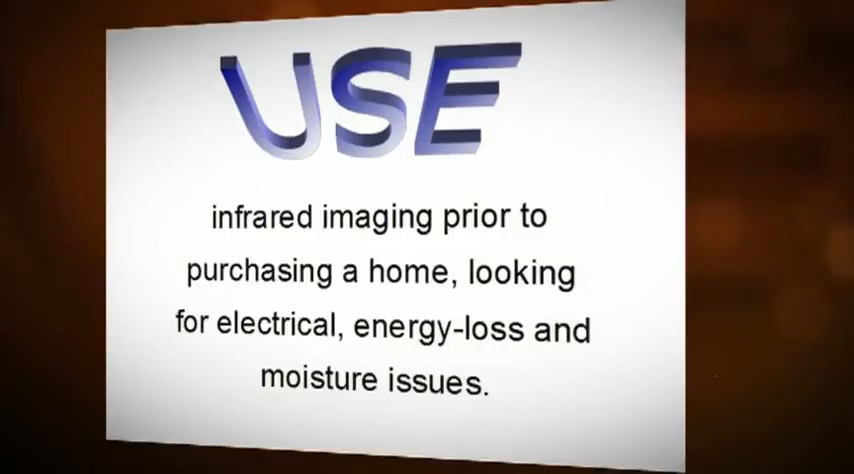 USE
infrared imaging prior to
purchasing a home, looking
for electrical, energy-loss and
moisture issues.